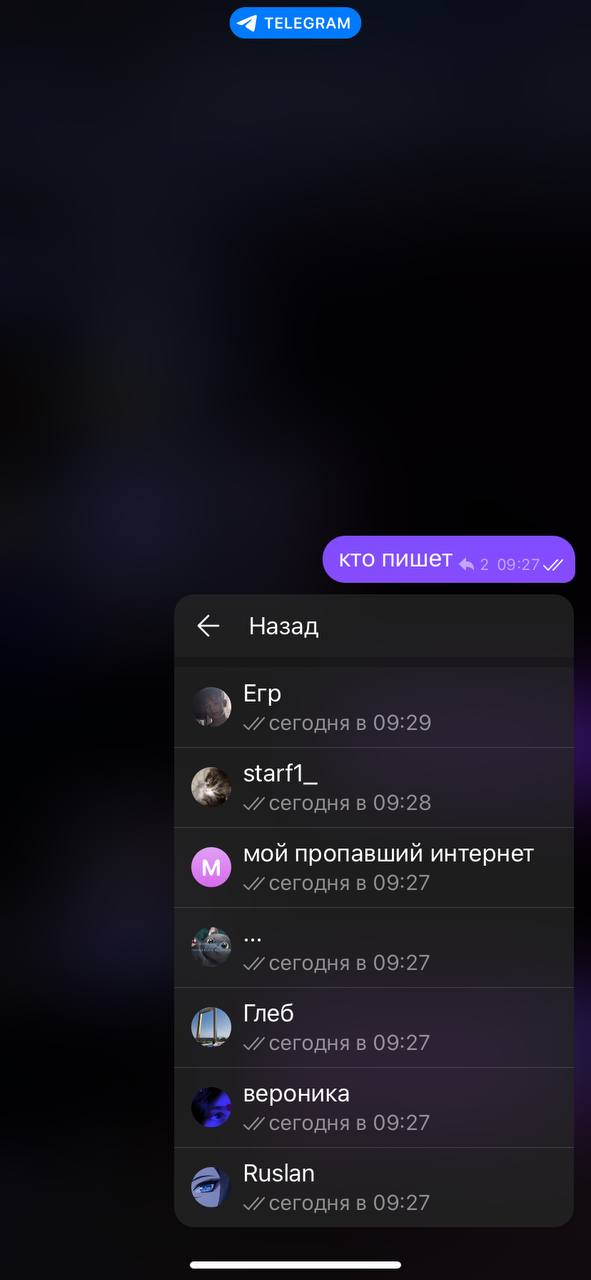 TELEGRAM
кто пишет 2 09:27
Назад
Егр
сегодня в 09:29
starf1_
сегодня в 09:28
М
мой пропавший интернет
сегодня в 09:27
...
сегодня в 09:27
Глеб
сегодня в 09:27
вероника
сегодня в 09:27
Ruslan
сегодня в 09:27